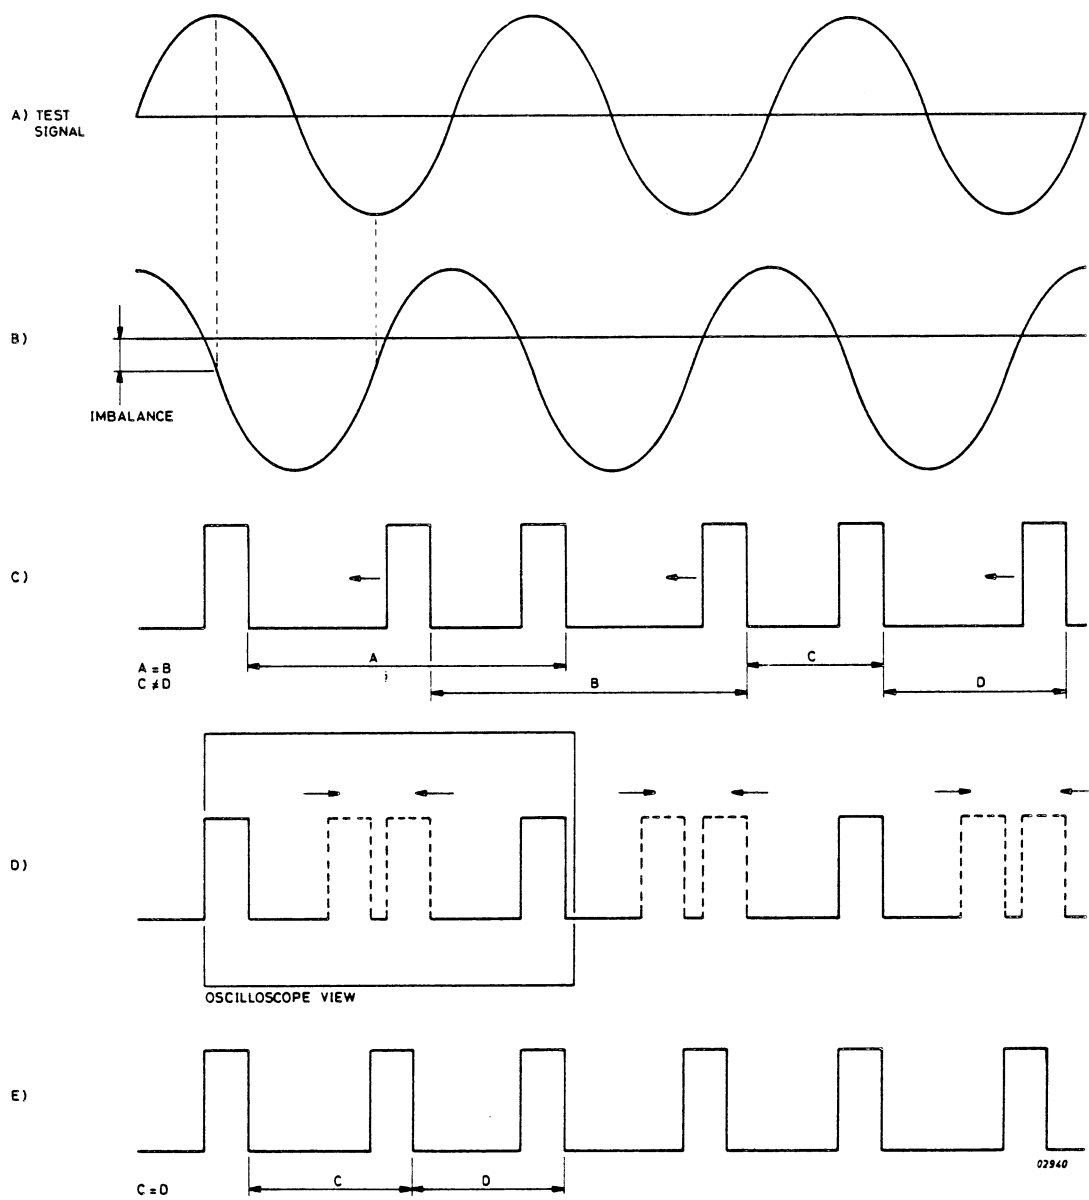 A) TEST
SIGNAL
B)
IMBALANCE
C)
A
C
B
D
A = B
C ≠ D
D)
OSCILLOSCOPE VIEW
E)
02940
C
D
C = D